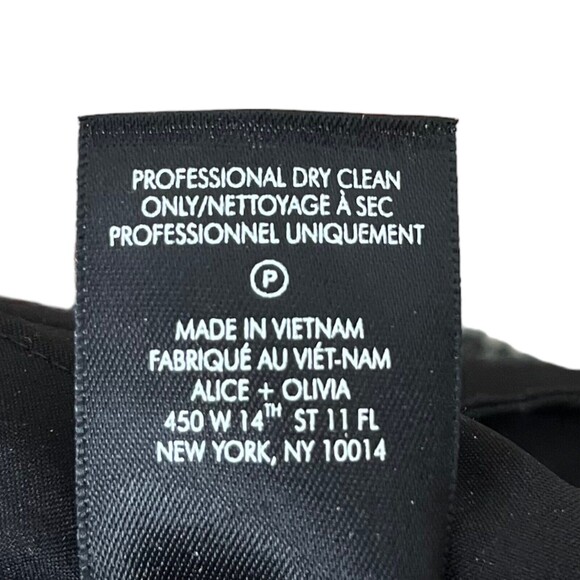 PROFESSIONAL DRY CLEAN
ONLY/NETTOYAGE À SEC
PROFESSIONNEL UNIQUEMENT
P
MADE IN VIETNAM
FABRIQUÉ AU VIÉT-NAM
ALICE + OLIVIA
450 W 14TH ST 11 FL
NEW YORK, NY 10014